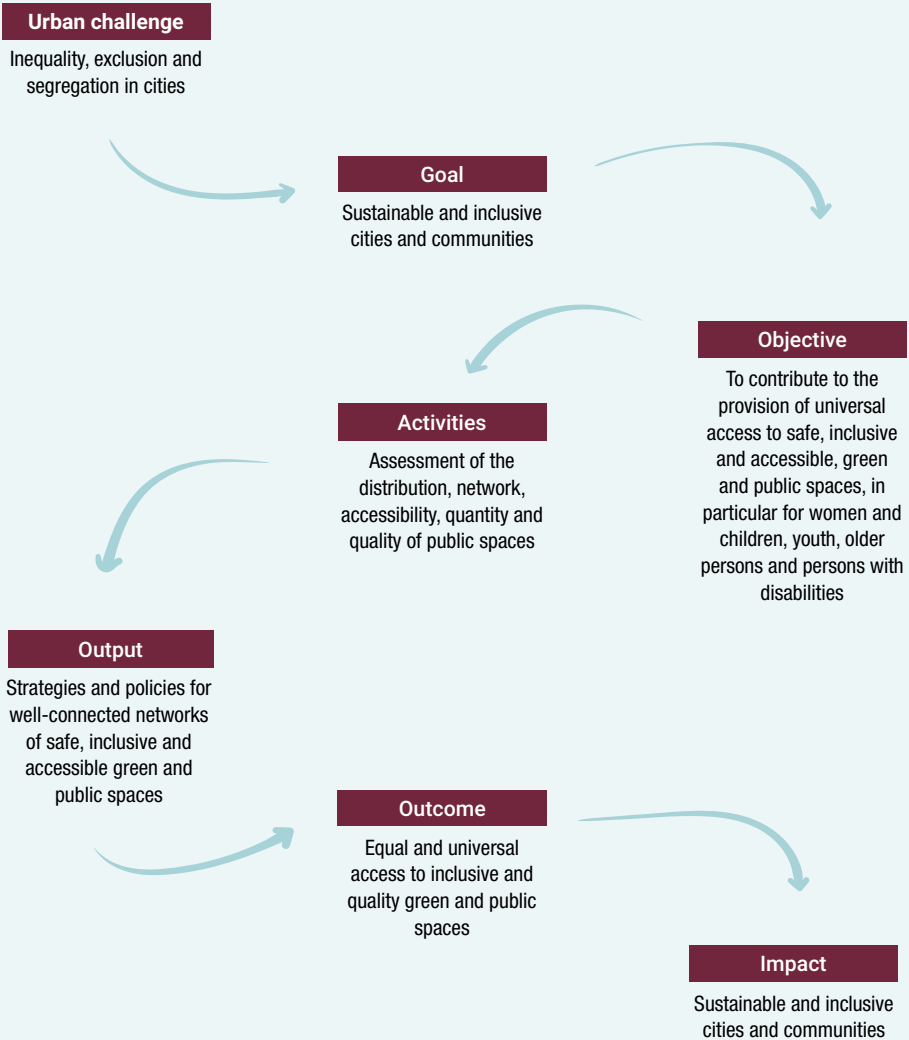 Urban challenge
Inequality, exclusion and
segregation in cities
Goal
Sustainable and inclusive
cities and communities
Objective
To contribute to the
provision of universal
access to safe, inclusive
and accessible, green
and public spaces, in
particular for women and
children, youth, older
persons and persons with
disabilities
Activities
Assessment of the
distribution, network,
accessibility, quantity and
quality of public spaces
Output
Strategies and policies for
well-connected networks
of safe, inclusive and
accessible green and
public spaces
Outcome
Equal and universal
access to inclusive and
quality green and public
spaces
Impact
Sustainable and inclusive
cities and communities